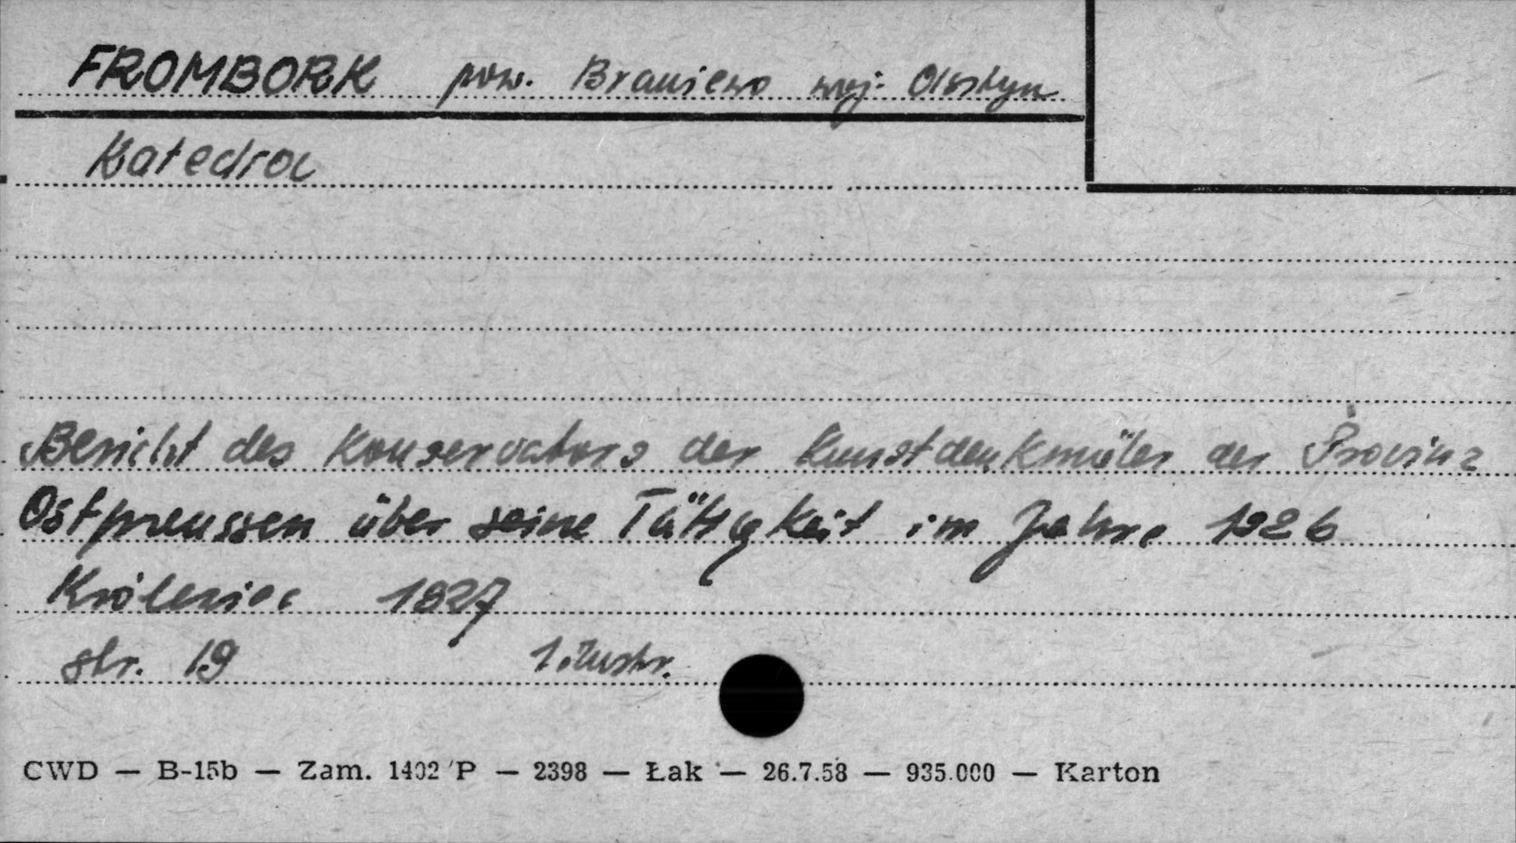 FROMBORK pow. Braniewo woj. Olsztyn
Katedra
Bericht des Konservators der Kunstdenkmäler der Provinz
Ostpreussen über seine Tätigkeit im Jahre 1926
Królewiec 1827
str. 19 1 ilustr.
CWD — B-15b — Zam. 1402/P — 2398 — Łak — 26.7.58 — 935.000 — Karton